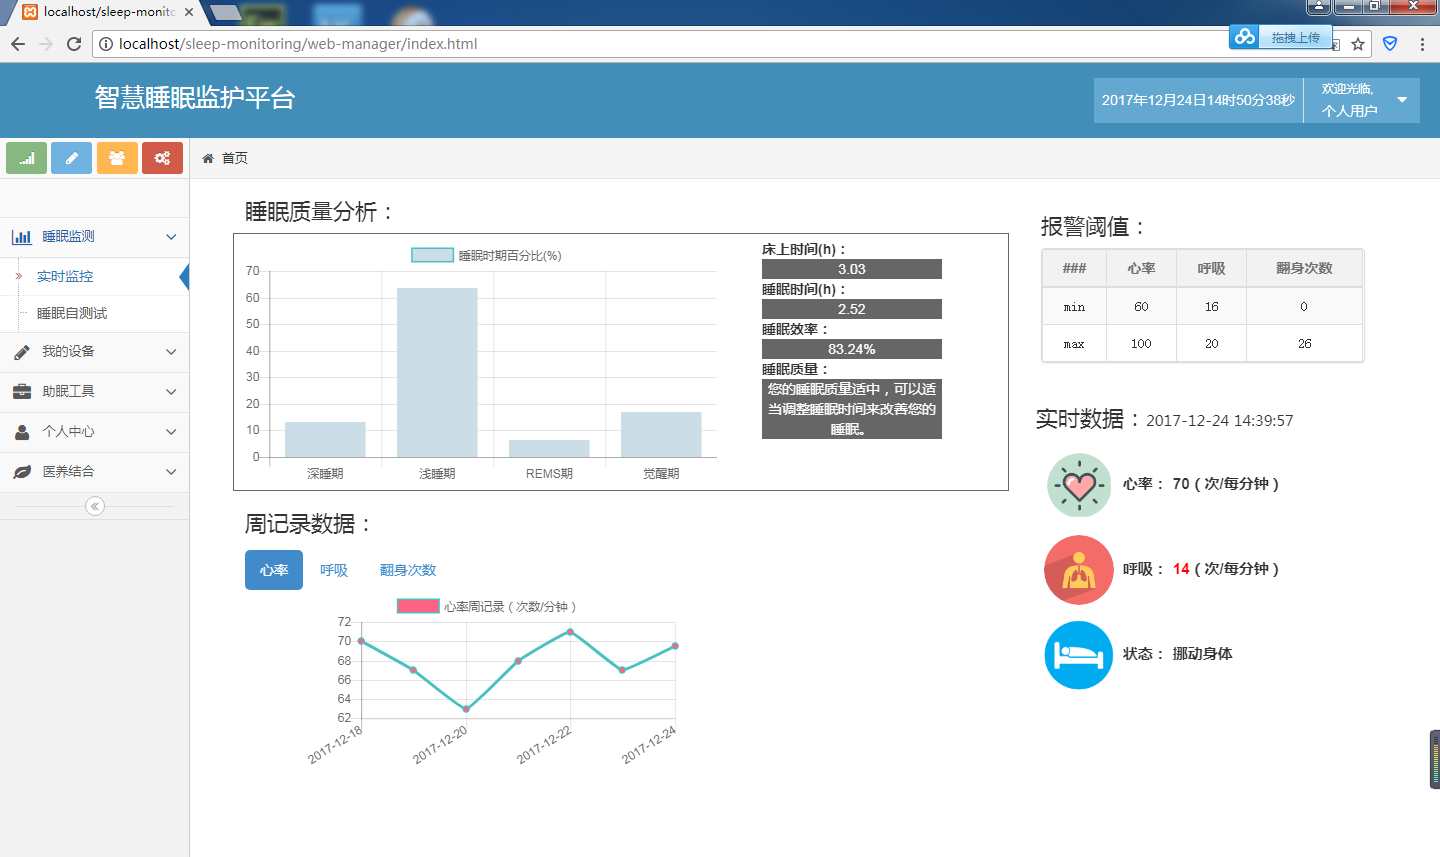 localhost/sleep-monito
localhost/sleep-monitoring/web-manager/index.html
拖拽上传
智慧睡眠监护平台
2017年12月24日14时50分38秒
欢迎光临,
个人用户
首页
睡眠监测
实时监控
睡眠自测试
我的设备
助眠工具
个人中心
医养结合
睡眠质量分析：
睡眠时期百分比(%)
70
60
50
40
30
20
10
0
深睡期 浅睡期 REMS期 觉醒期
床上时间(h)：
3.03
睡眠时间(h)：
2.52
睡眠效率：
83.24%
睡眠质量：
您的睡眠质量适中，可以适
当调整睡眠时间来改善您的
睡眠。
周记录数据：
心率 呼吸 翻身次数
心率周记录（次数/分钟）
72
70
68
66
64
62
2017-12-18 2017-12-20 2017-12-22 2017-12-24
报警阈值：
### 心率 呼吸 翻身次数
min 60 16 0
max 100 20 26
实时数据：2017-12-24 14:39:57
心率： 70（次/每分钟）
呼吸： 14（次/每分钟）
状态： 挪动身体